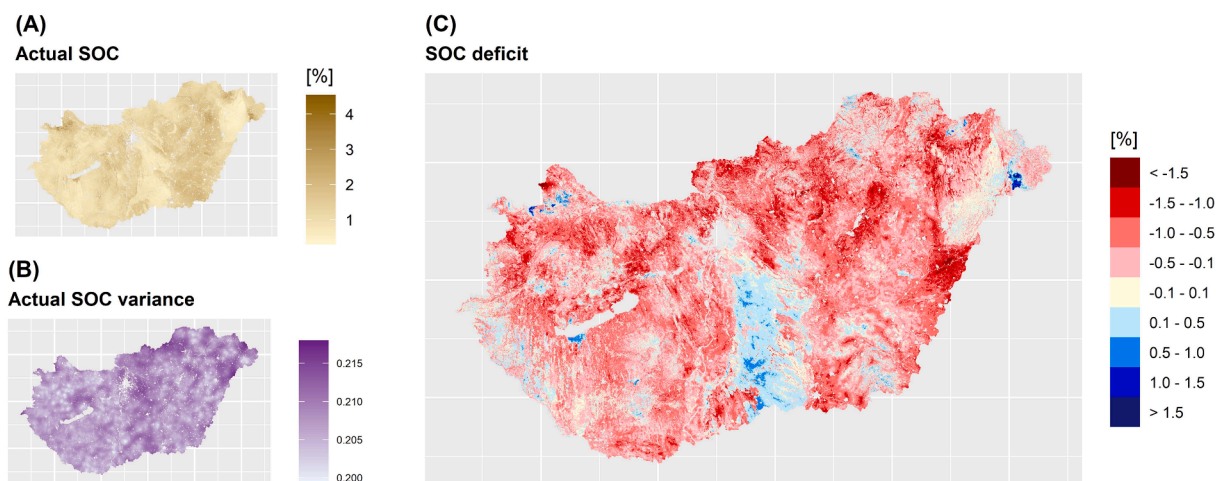 (A)
Actual SOC
[%]
4
3
2
1
(B)
Actual SOC variance
0.215
0.210
0.205
0.200
(C)
SOC deficit
[%]
< -1.5
-1.5 - -1.0
-1.0 - -0.5
-0.5 - -0.1
-0.1 - 0.1
0.1 - 0.5
0.5 - 1.0
1.0 - 1.5
> 1.5